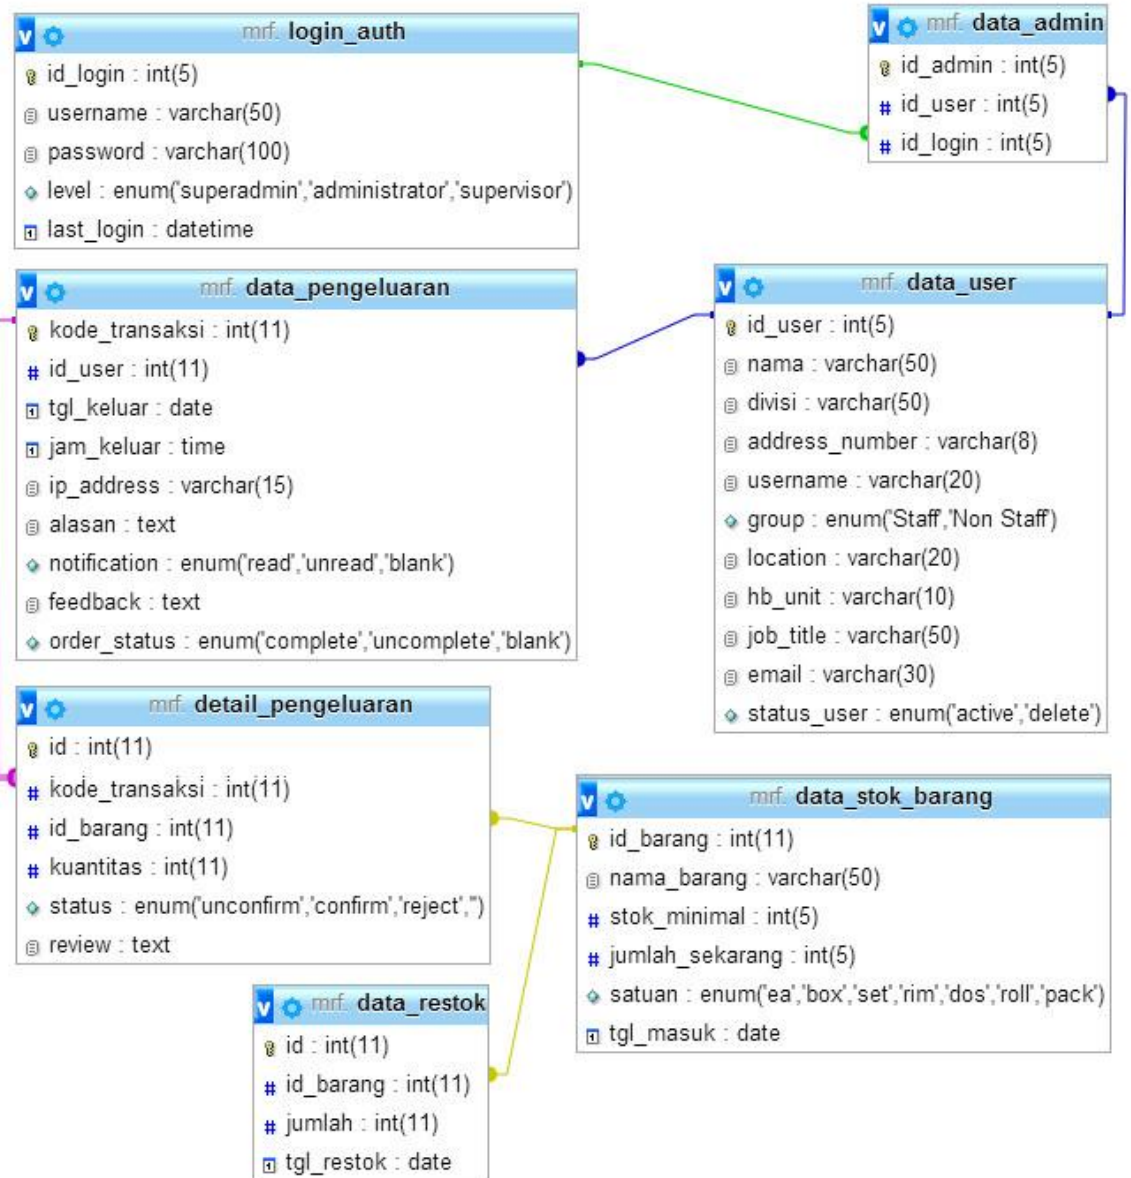 mrf. login_auth
id_login : int(5)
username : varchar(50)
password : varchar(100)
level : enum('superadmin','administrator','supervisor')
last_login : datetime
mrf. data_admin
id_admin : int(5)
id_user : int(5)
id_login : int(5)
mrf. data_pengeluaran
kode_transaksi : int(11)
id_user : int(11)
tgl_keluar : date
jam_keluar : time
ip_address : varchar(15)
alasan : text
notification : enum('read','unread','blank')
feedback : text
order_status : enum('complete','uncomplete','blank')
mrf. data_user
id_user : int(5)
nama : varchar(50)
divisi : varchar(50)
address_number : varchar(8)
username : varchar(20)
group : enum('Staff','Non Staff')
location : varchar(20)
hb_unit : varchar(10)
job_title : varchar(50)
email : varchar(30)
status_user : enum('active','delete')
mrf. detail_pengeluaran
id : int(11)
kode_transaksi : int(11)
id_barang : int(11)
kuantitas : int(11)
status : enum('unconfirm','confirm','reject','')
review : text
mrf. data_stok_barang
id_barang : int(11)
nama_barang : varchar(50)
stok_minimal : int(5)
jumlah_sekarang : int(5)
satuan : enum('ea','box','set','rim','dos','roll','pack')
tgl_masuk : date
mrf. data_restok
id : int(11)
id_barang : int(11)
jumlah : int(11)
tgl_restok : date